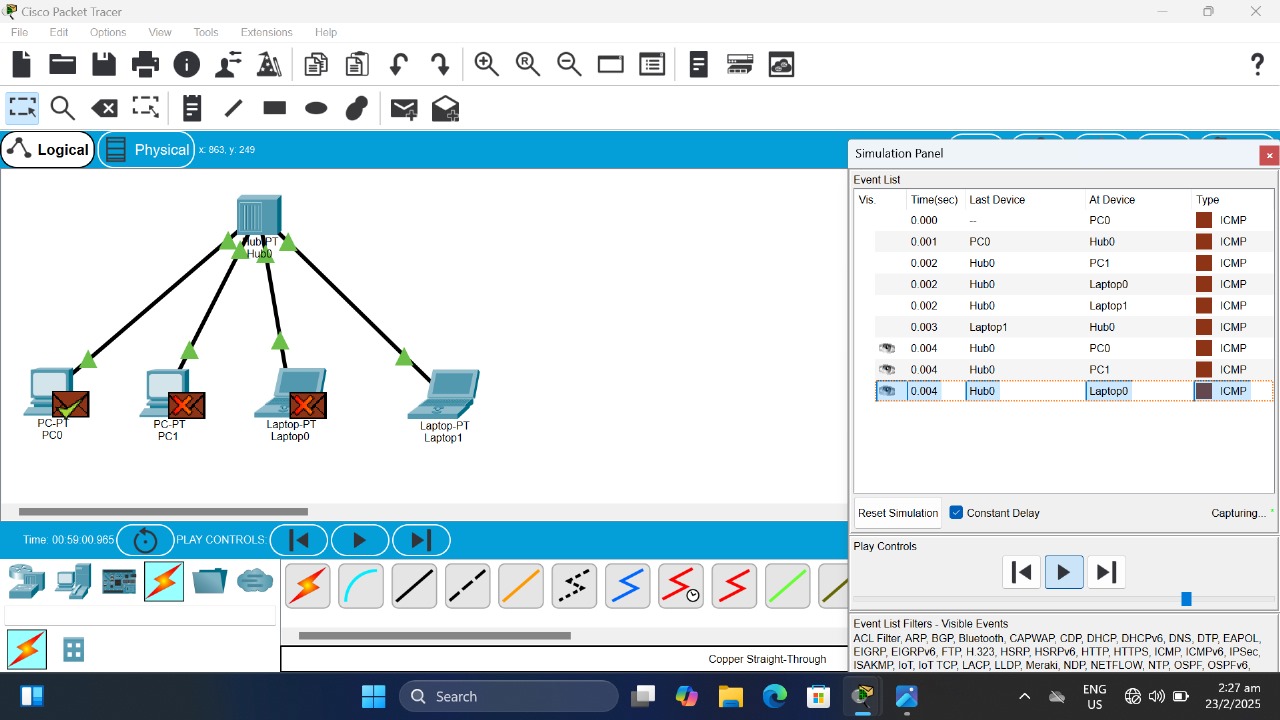 Cisco Packet Tracer
File Edit Options View Tools Extensions Help
Logical Physical x: 863, y: 249
Simulation Panel
Event List
Vis. Time(sec) Last Device At Device Type
0.000 -- PC0 ICMP
0.001 PC0 Hub0 ICMP
0.002 Hub0 PC1 ICMP
0.002 Hub0 Laptop0 ICMP
0.002 Hub0 Laptop1 ICMP
0.003 Laptop1 Hub0 ICMP
0.004 Hub0 PC0 ICMP
0.004 Hub0 PC1 ICMP
0.004 Hub0 Laptop0 ICMP
Hub-PT
Hub0
PC-PT
PC0
PC-PT
PC1
Laptop-PT
Laptop0
Laptop-PT
Laptop1
Reset Simulation Constant Delay Capturing...
Time: 00:59:00.965 PLAY CONTROLS:
Play Controls
Event List Filters - Visible Events
ACL Filter, ARP, BGP, Bluetooth, CAPWAP, CDP, DHCP, DHCPv6, DNS, DTP, EAPOL,
EIGRP, EIGRPv6, FTP, H.323, HSRP, HSRPv6, HTTP, HTTPS, ICMP, ICMPv6, IPSec,
ISAKMP, IoT, IoT TCP, LACP, LLDP, Meraki, NDP, NETFLOW, NTP, OSPF, OSPFv6,
Copper Straight-Through
Search
ENG
US
2:27 am
23/2/2025